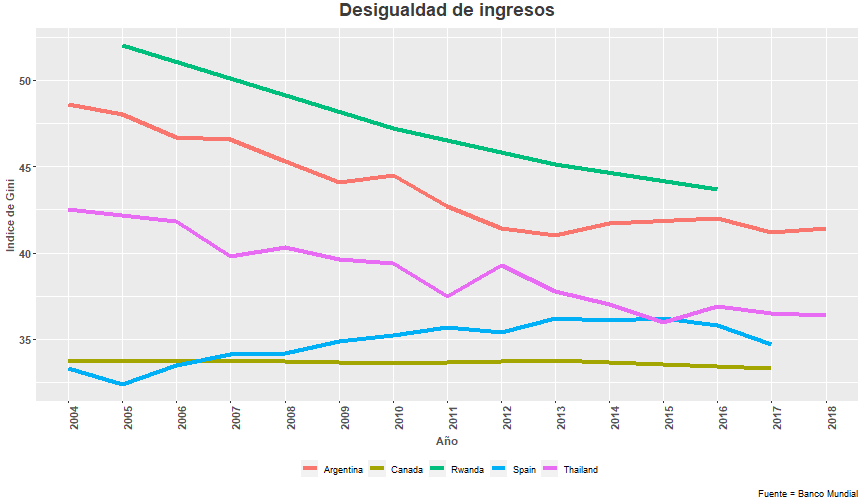 Desigualdad de ingresos
Indice de Gini
50
45
40
35
2004 2005 2006 2007 2008 2009 2010 2011 2012 2013 2014 2015 2016 2017 2018
Año
Argentina Canada Rwanda Spain Thailand
Fuente = Banco Mundial